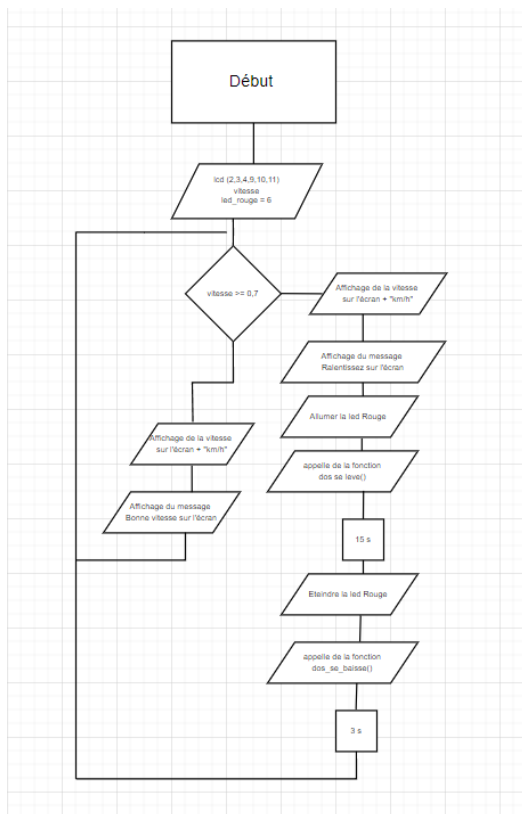 Début
lcd (2,3,4,9,10,11)
vitesse
led_rouge = 6
vitesse >= 0,7
Affichage de la vitesse
sur l'écran + "km/h"
Affichage du message
Ralentissez sur l'écran
Allumer la led Rouge
appelle de la fonction
dos se leve()
15 s
Eteindre la led Rouge
appelle de la fonction
dos_se_baisse()
3 s
Affichage de la vitesse
sur l'écran + "km/h"
Affichage du message
Bonne vitesse sur l'écran